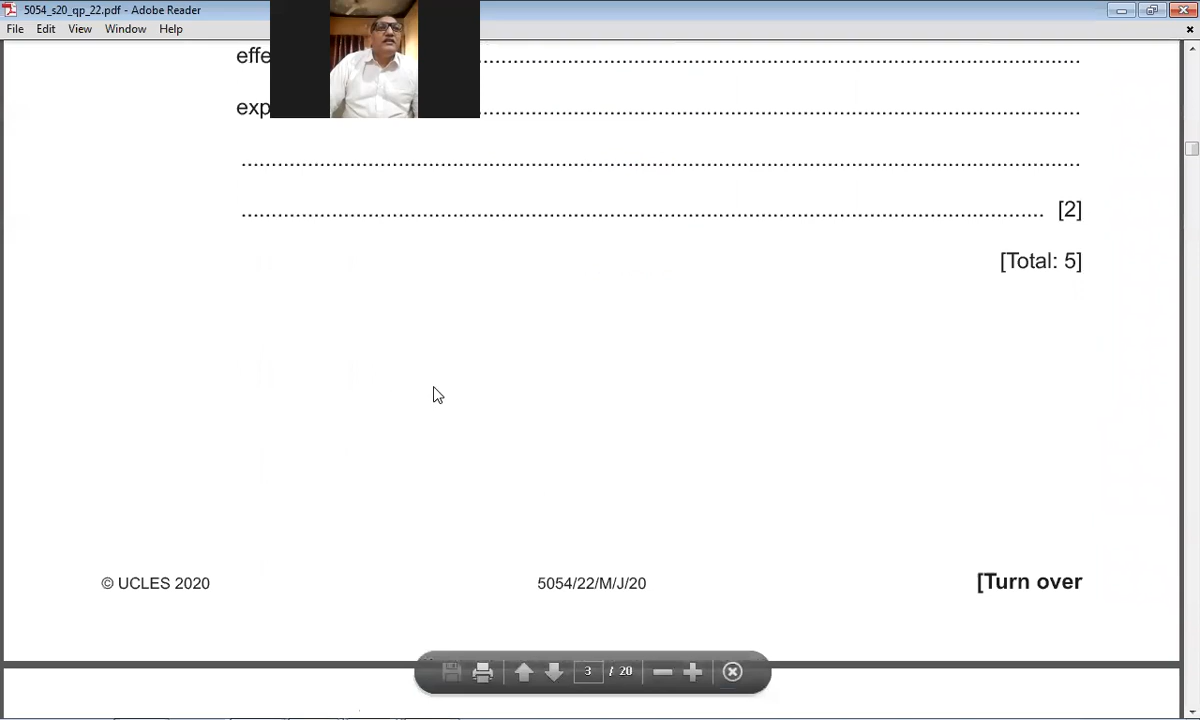 5054_s20_qp_22.pdf - Adobe Reader
File Edit View Window Help
effe
exp
[2]
[Total: 5]
© UCLES 2020 5054/22/M/J/20 [Turn over
3 / 20